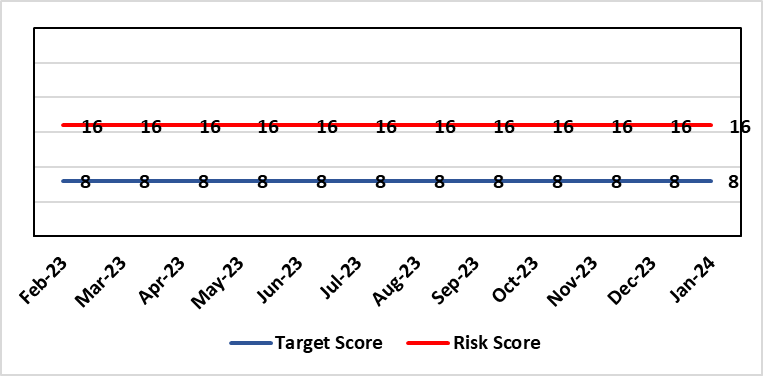 16 16 16 16 16 16 16 16 16 16 16 16
8 8 8 8 8 8 8 8 8 8 8 8
Feb-23 Mar-23 Apr-23 May-23 Jun-23 Jul-23 Aug-23 Sep-23 Oct-23 Nov-23 Dec-23 Jan-24
Target Score Risk Score